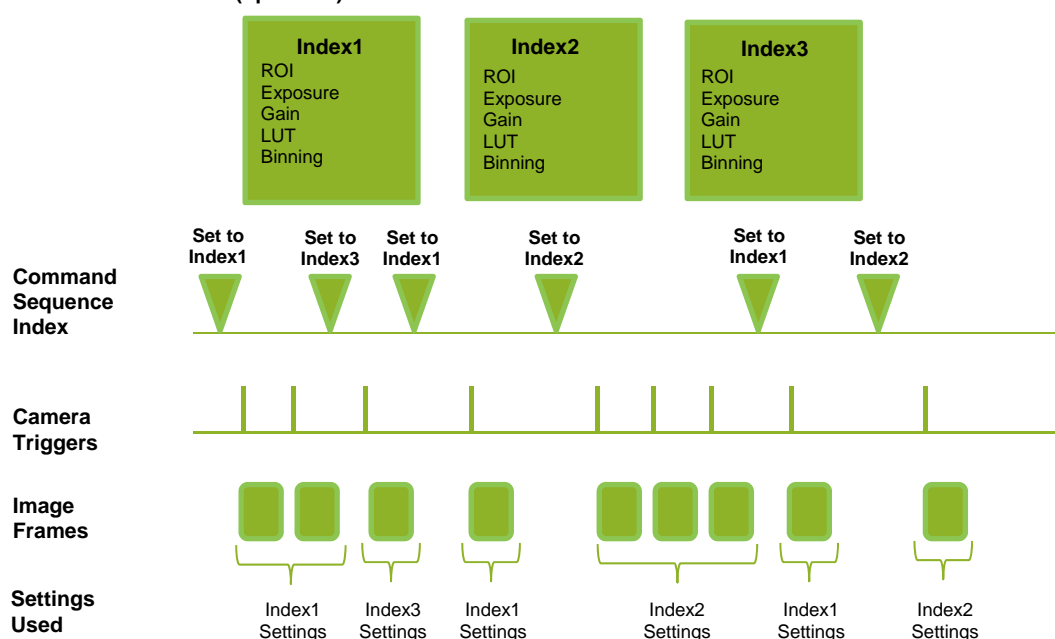 Index1
ROI
Exposure
Gain
LUT
Binning
Index2
ROI
Exposure
Gain
LUT
Binning
Index3
ROI
Exposure
Gain
LUT
Binning
Set to
Index1
Set to
Index3
Set to
Index1
Set to
Index2
Set to
Index1
Set to
Index2
Command
Sequence
Index
Camera
Triggers
Image
Frames
Settings
Used
Index1
Settings
Index3
Settings
Index1
Settings
Index2
Settings
Index1
Settings
Index2
Settings